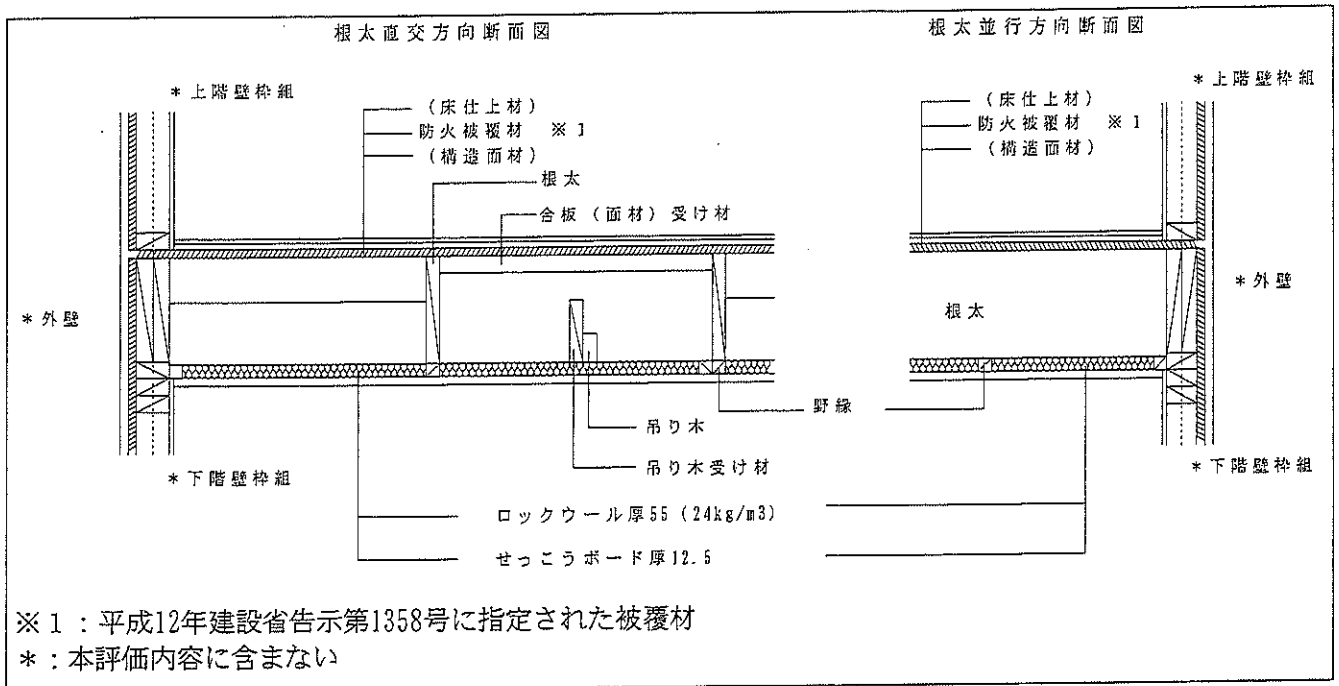 根太直交方向断面図
根太並行方向断面図
*上階壁枠組
(床仕上材)
防火被覆材 ※1
(構造面材)
根太
合板(面材)受け材
*外壁
吊り木
吊り木受け材
*下階壁枠組
*上階壁枠組
(床仕上材)
防火被覆材 ※1
(構造面材)
*外壁
根太
野縁
*下階壁枠組
ロックウール厚55(24kg/m3)
せっこうボード厚12.5
※1:平成12年建設省告示第1358号に指定された被覆材
*:本評価内容に含まない